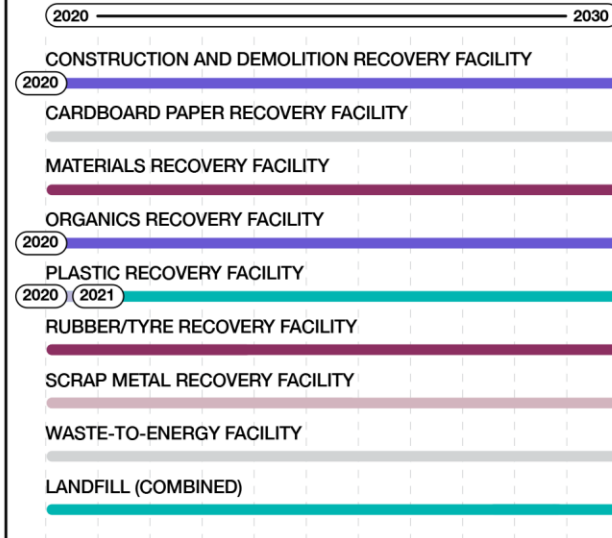 2020 2030
CONSTRUCTION AND DEMOLITION RECOVERY FACILITY
2020
CARDBOARD PAPER RECOVERY FACILITY
MATERIALS RECOVERY FACILITY
ORGANICS RECOVERY FACILITY
2020
PLASTIC RECOVERY FACILITY
2020 2021
RUBBER/TYRE RECOVERY FACILITY
SCRAP METAL RECOVERY FACILITY
WASTE-TO-ENERGY FACILITY
LANDFILL (COMBINED)